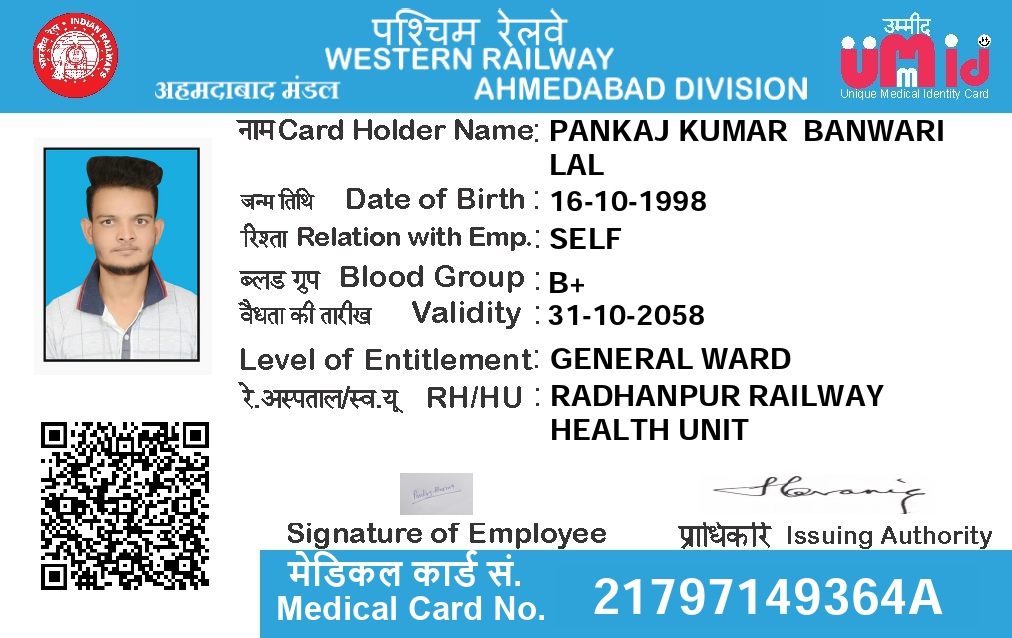 भारतीय रेल INDIAN RAILWAYS
पश्चिम रेलवे
WESTERN RAILWAY
अहमदाबाद मंडल AHMEDABAD DIVISION
उम्मीद
UMMID
Unique Medical Identity Card
नाम Card Holder Name: PANKAJ KUMAR BANWARI
LAL
जन्म तिथि Date of Birth : 16-10-1998
रिश्ता Relation with Emp.: SELF
ब्लड ग्रुप Blood Group : B+
वैधता की तारीख Validity : 31-10-2058
Level of Entitlement: GENERAL WARD
रे.अस्पताल/स्व.यू RH/HU : RADHANPUR RAILWAY
HEALTH UNIT
Signature of Employee
प्राधिकारि Issuing Authority
मेडिकल कार्ड सं.
Medical Card No. 21797149364A